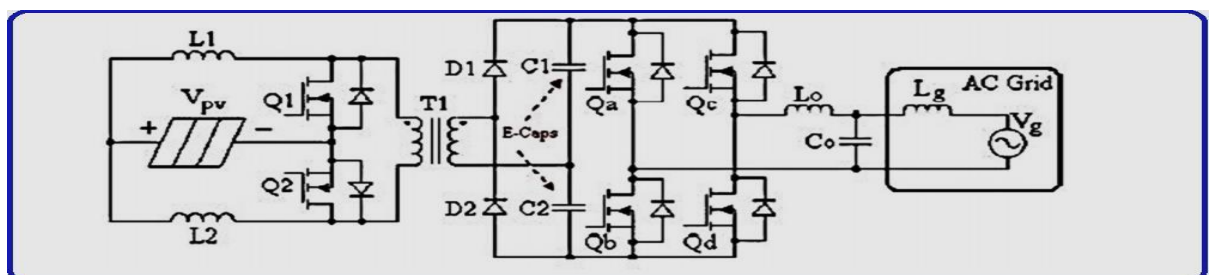 L1
Vpv
+
−
Q1
Q2
L2
T1
D1
C1
E-Caps
D2
C2
Qa
Qc
Qb
Qd
Lo
Co
Lg
AC Grid
Vg